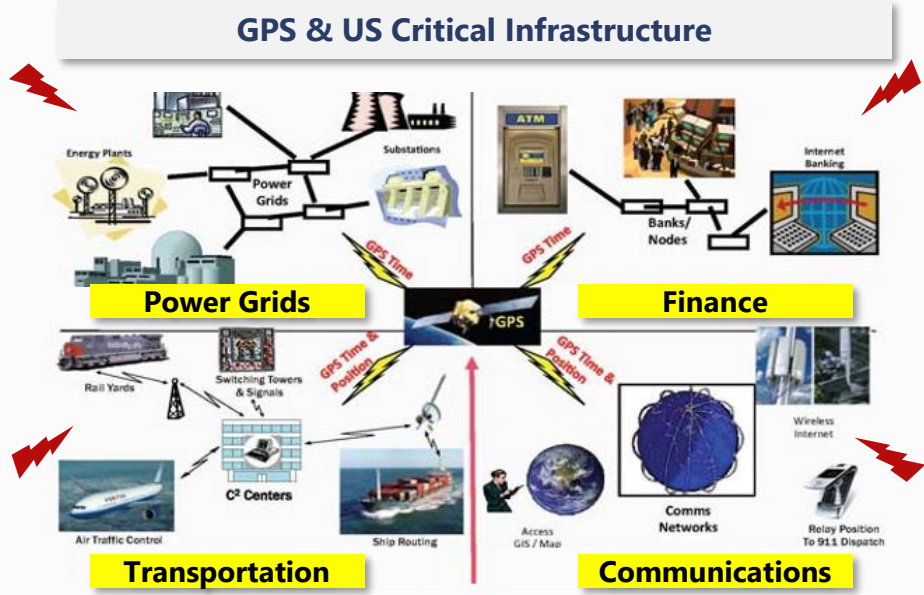 GPS & US Critical Infrastructure
Energy Plants
Substations
Power
Grids
GPS Time
Power Grids
ATM
Internet
Banking
Banks/
Nodes
GPS Time
Finance
GPS
Rail Yards
Switching Towers
& Signals
GPS Time &
Position
C² Centers
Air Traffic Control
Ship Routing
Transportation
GPS Time &
Position
Wireless
Internet
Comms
Networks
Access
GIS / Map
Relay Position
To 911 Dispatch
Communications